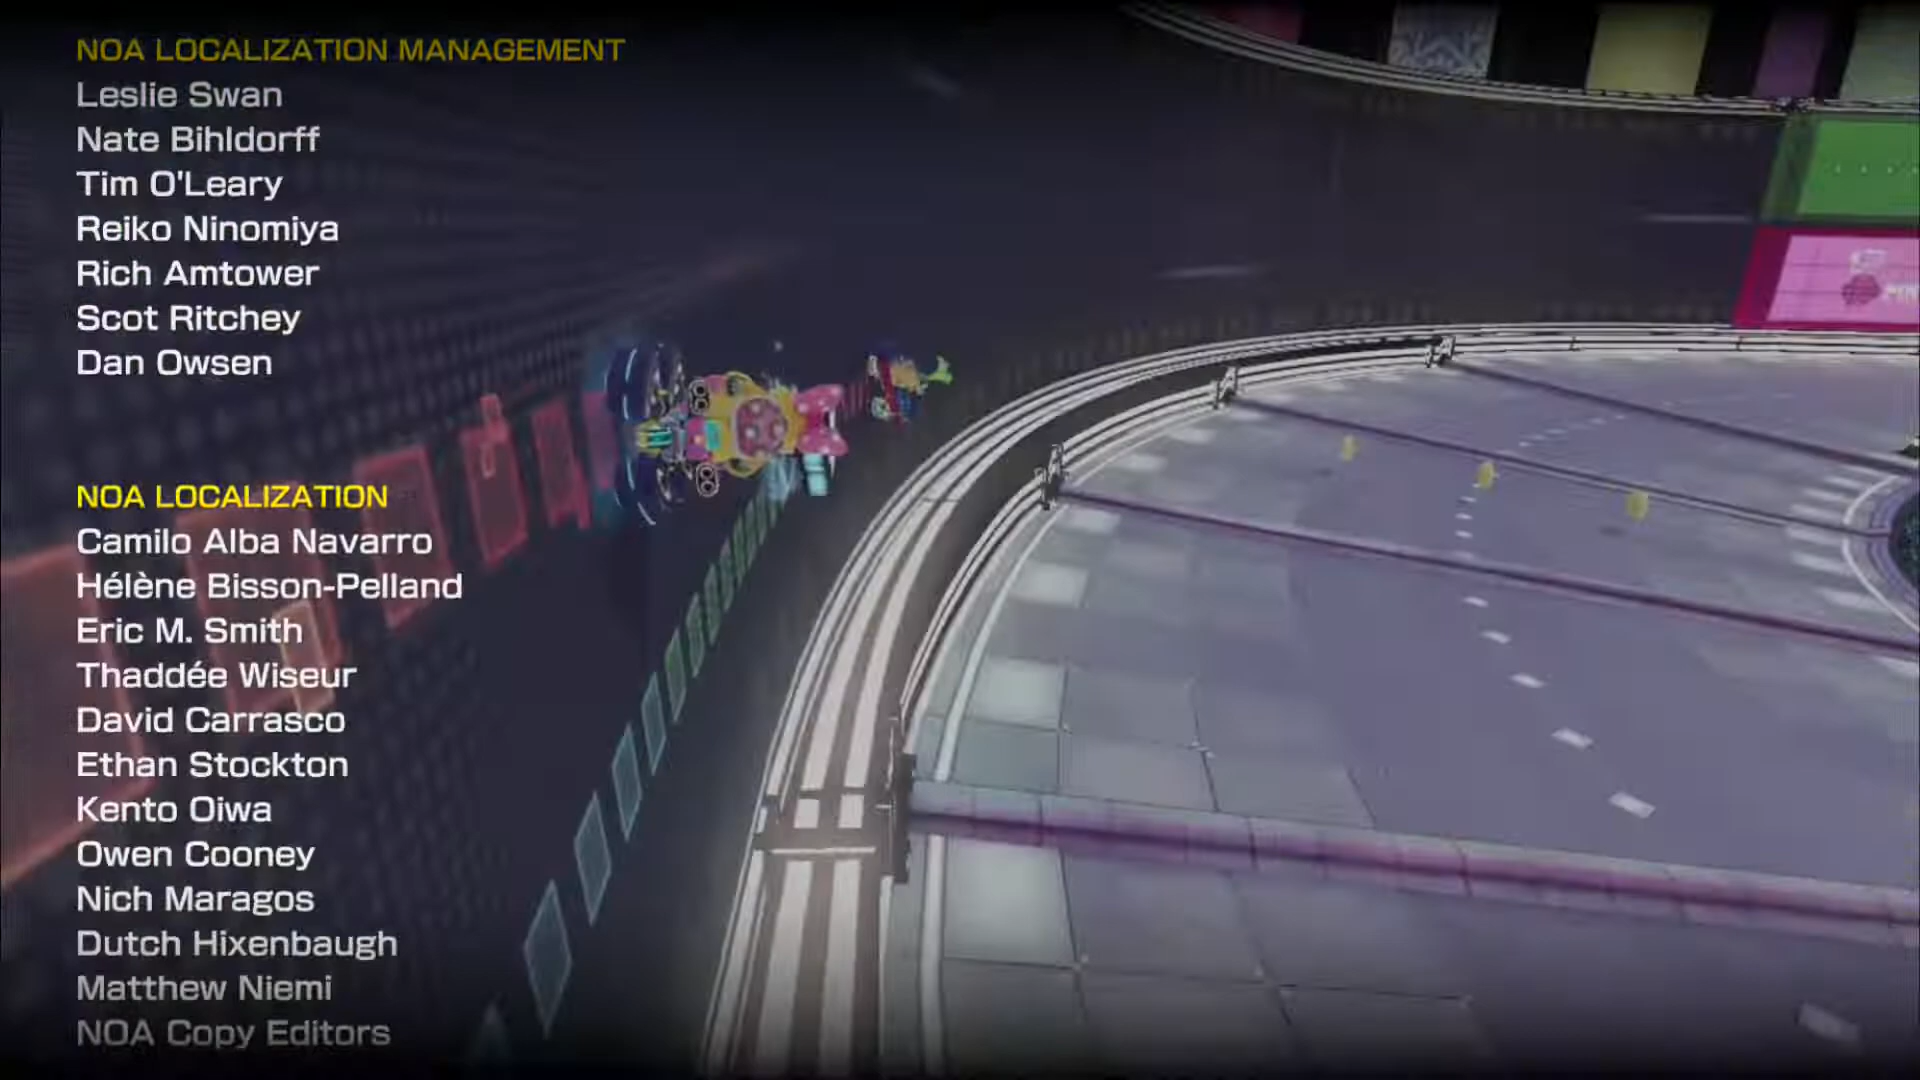 NOA LOCALIZATION MANAGEMENT
Leslie Swan
Nate Bihldorff
Tim O'Leary
Reiko Ninomiya
Rich Amtower
Scot Ritchey
Dan Owsen
NOA LOCALIZATION
Camilo Alba Navarro
Hélène Bisson-Pelland
Eric M. Smith
Thaddée Wiseur
David Carrasco
Ethan Stockton
Kento Oiwa
Owen Cooney
Nich Maragos
Dutch Hixenbaugh
Matthew Niemi
NOA Copy Editors